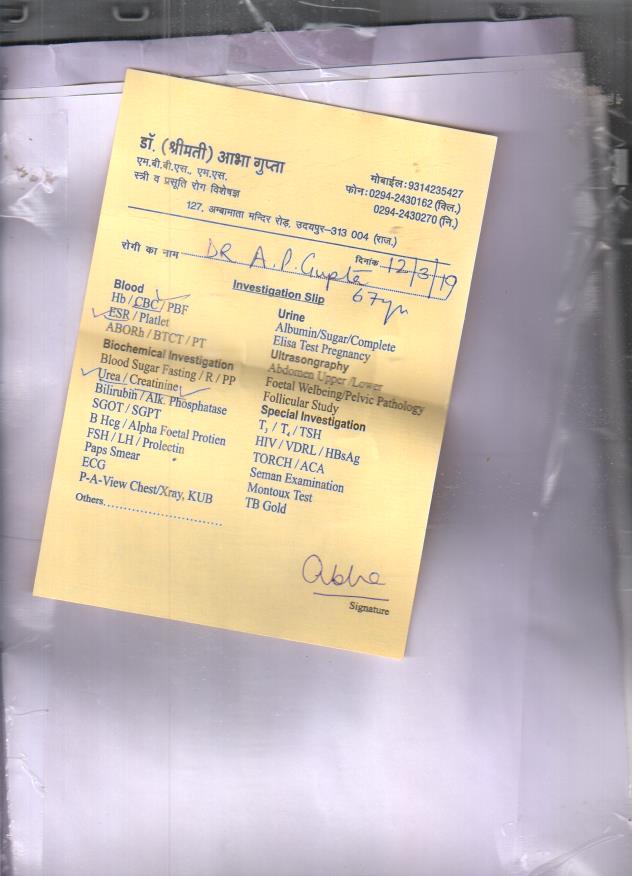 डॉ. (श्रीमती) आभा गुप्ता
एम.बी.बी.एस., एम.एस.
स्त्री व प्रसूति रोग विशेषज्ञ
मोबाईल:9314235427
फोन:0294-2430162 (क्लि.)
0294-2430270 (नि.)
127, अम्बामाता मन्दिर रोड़, उदयपुर-313 004 (राज.)
रोगी का नाम DR A.P. Gupta दिनांक 12/3/19
67yr
Investigation Slip
Blood
Hb / CBC / PBF
ESR / Platlet
ABORh / BTCT / PT
Biochemical Investigation
Blood Sugar Fasting / R / PP
Urea / Creatinine
Bilirubin / Alk. Phosphatase
SGOT / SGPT
B Hcg / Alpha Foetal Protien
FSH / LH / Prolectin
Paps Smear
ECG
P-A-View Chest/Xray, KUB
Others
Urine
Albumin/Sugar/Complete
Elisa Test Pregnancy
Ultrasonography
Abdomen Upper /Lower
Foetal Welbeing/Pelvic Pathology
Follicular Study
Special Investigation
T₃ / T₄ / TSH
HIV / VDRL / HBsAg
TORCH / ACA
Seman Examination
Montoux Test
TB Gold
Abha
Signature